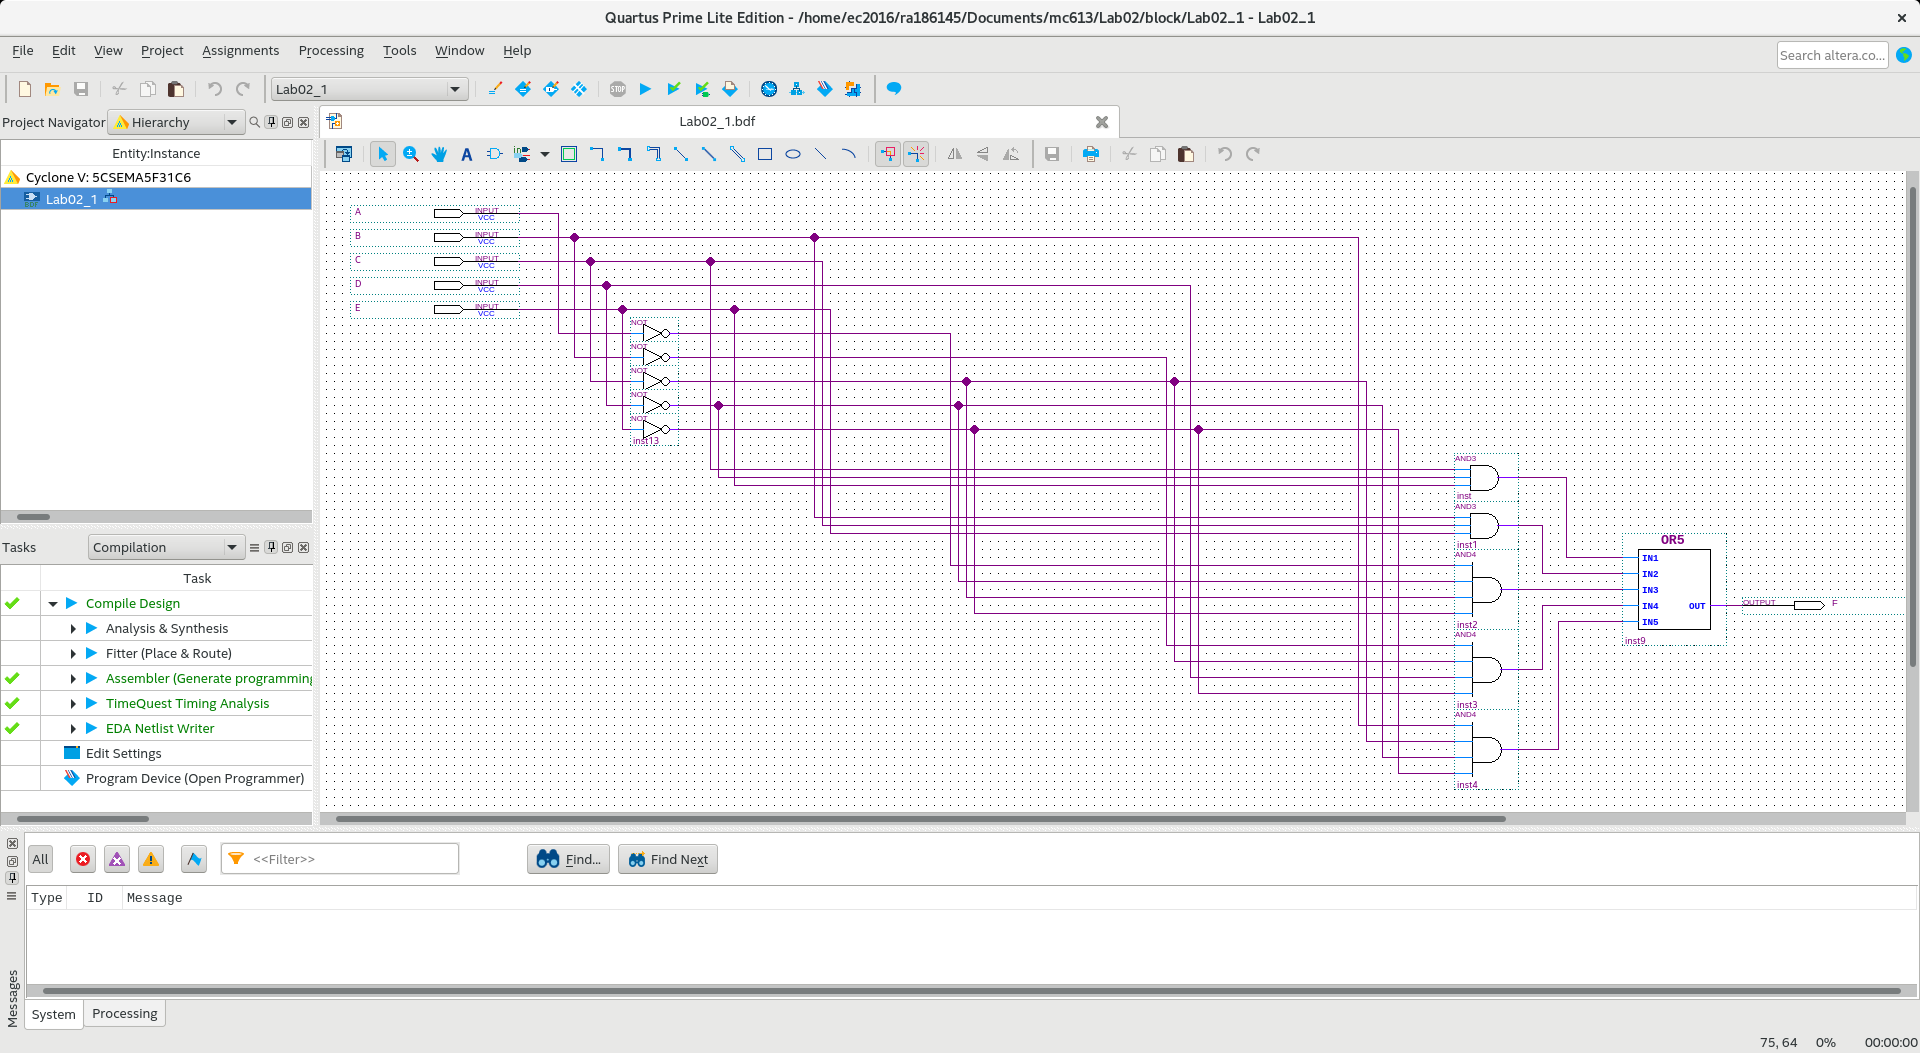 Quartus Prime Lite Edition - /home/ec2016/ra186145/Documents/mc613/Lab02/block/Lab02_1 - Lab02_1
File Edit View Project Assignments Processing Tools Window Help
Search altera.co...
Lab02_1
STOP
Project Navigator Hierarchy
Lab02_1.bdf
Entity:Instance
Cyclone V: 5CSEMA5F31C6
Lab02_1
A INPUT VCC
B INPUT VCC
C INPUT VCC
D INPUT VCC
E INPUT VCC
NOT
NOT
NOT
NOT
NOT
inst13
AND3
inst
AND3
inst1
AND4
inst2
AND4
inst3
AND4
inst4
OR5
IN1
IN2
IN3
IN4 OUT
IN5
inst9
OUTPUT F
Tasks Compilation
Task
Compile Design
Analysis & Synthesis
Fitter (Place & Route)
Assembler (Generate programming
TimeQuest Timing Analysis
EDA Netlist Writer
Edit Settings
Program Device (Open Programmer)
All <<Filter>> Find... Find Next
Type ID Message
Messages
System Processing
75, 64 0% 00:00:00